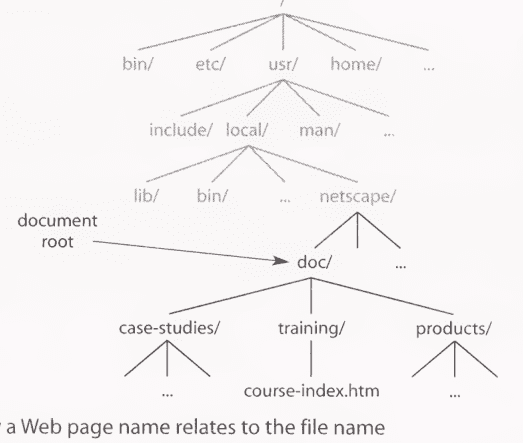 /
bin/ etc/ usr/ home/ ...
include/ local/ man/ ...
lib/ bin/ ... netscape/
document
root
doc/ ...
case-studies/ training/ products/
... course-index.htm ...
a Web page name relates to the file name